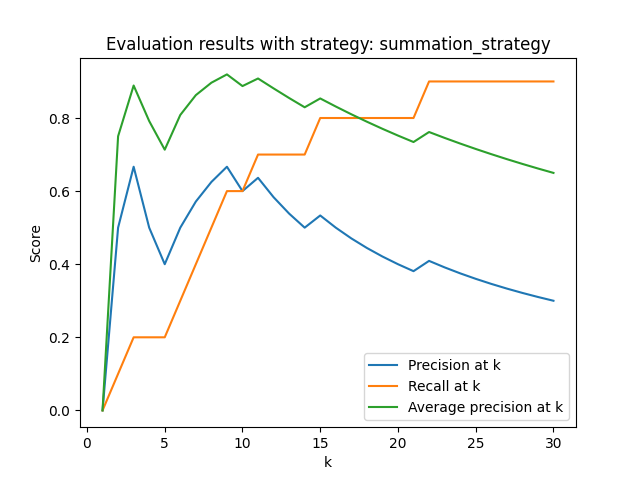 Evaluation results with strategy: summation_strategy
Score
0.8
0.6
0.4
0.2
0.0
Precision at k
Recall at k
Average precision at k
0 5 10 15 20 25 30
k